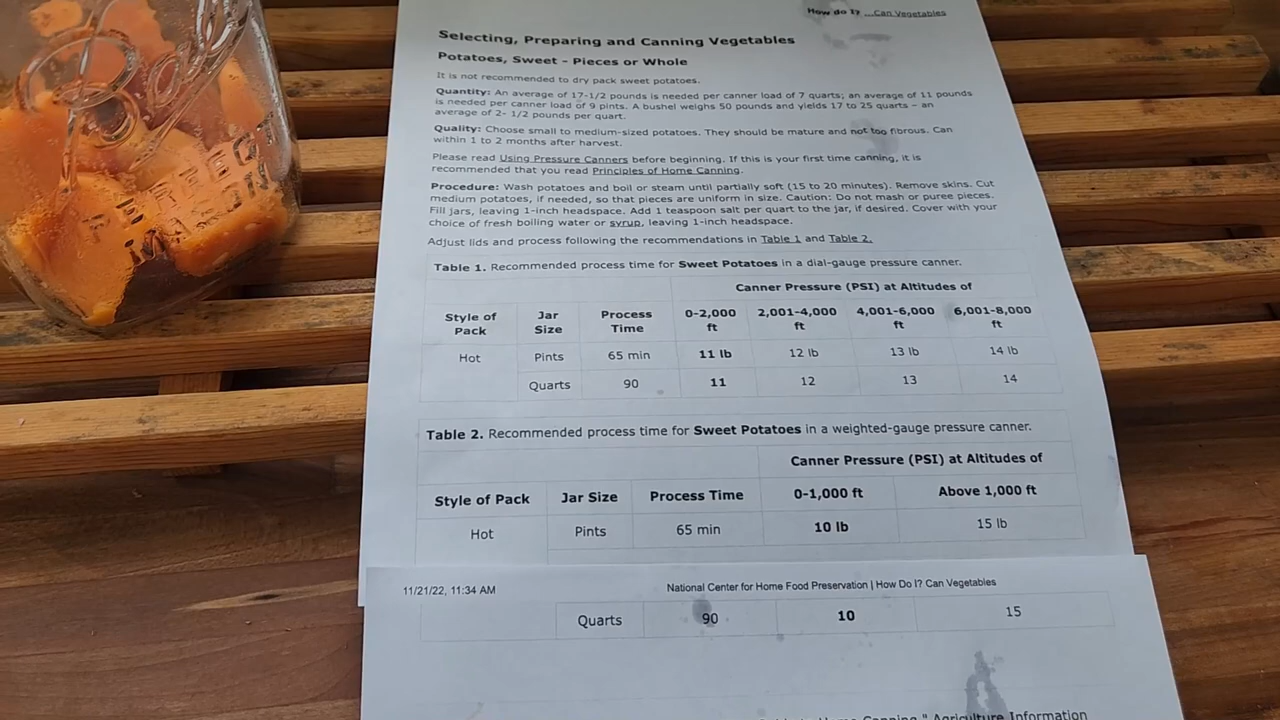 How do I? ...Can Vegetables
Selecting, Preparing and Canning Vegetables
Potatoes, Sweet – Pieces or Whole
It is not recommended to dry pack sweet potatoes.
Quantity: An average of 17-1/2 pounds is needed per canner load of 7 quarts; an average of 11 pounds
is needed per canner load of 9 pints. A bushel weighs 50 pounds and yields 17 to 25 quarts – an
average of 2- 1/2 pounds per quart.
Quality: Choose small to medium-sized potatoes. They should be mature and not too fibrous. Can
within 1 to 2 months after harvest.
Please read Using Pressure Canners before beginning. If this is your first time canning, it is
recommended that you read Principles of Home Canning.
Procedure: Wash potatoes and boil or steam until partially soft (15 to 20 minutes). Remove skins. Cut
medium potatoes, if needed, so that pieces are uniform in size. Caution: Do not mash or puree pieces.
Fill jars, leaving 1-inch headspace. Add 1 teaspoon salt per quart to the jar, if desired. Cover with your
choice of fresh boiling water or syrup, leaving 1-inch headspace.
Adjust lids and process following the recommendations in Table 1 and Table 2.
Table 1. Recommended process time for Sweet Potatoes in a dial-gauge pressure canner.
Canner Pressure (PSI) at Altitudes of
Style of Pack Jar Size Process Time 0-2,000 ft 2,001-4,000 ft 4,001-6,000 ft 6,001-8,000 ft
Hot Pints 65 min 11 lb 12 lb 13 lb 14 lb
Quarts 90 11 12 13 14
Table 2. Recommended process time for Sweet Potatoes in a weighted-gauge pressure canner.
Canner Pressure (PSI) at Altitudes of
Style of Pack Jar Size Process Time 0-1,000 ft Above 1,000 ft
Hot Pints 65 min 10 lb 15 lb
11/21/22, 11:34 AM National Center for Home Food Preservation | How Do I? Can Vegetables
Quarts 90 10 15
Home Canning," Agriculture Information